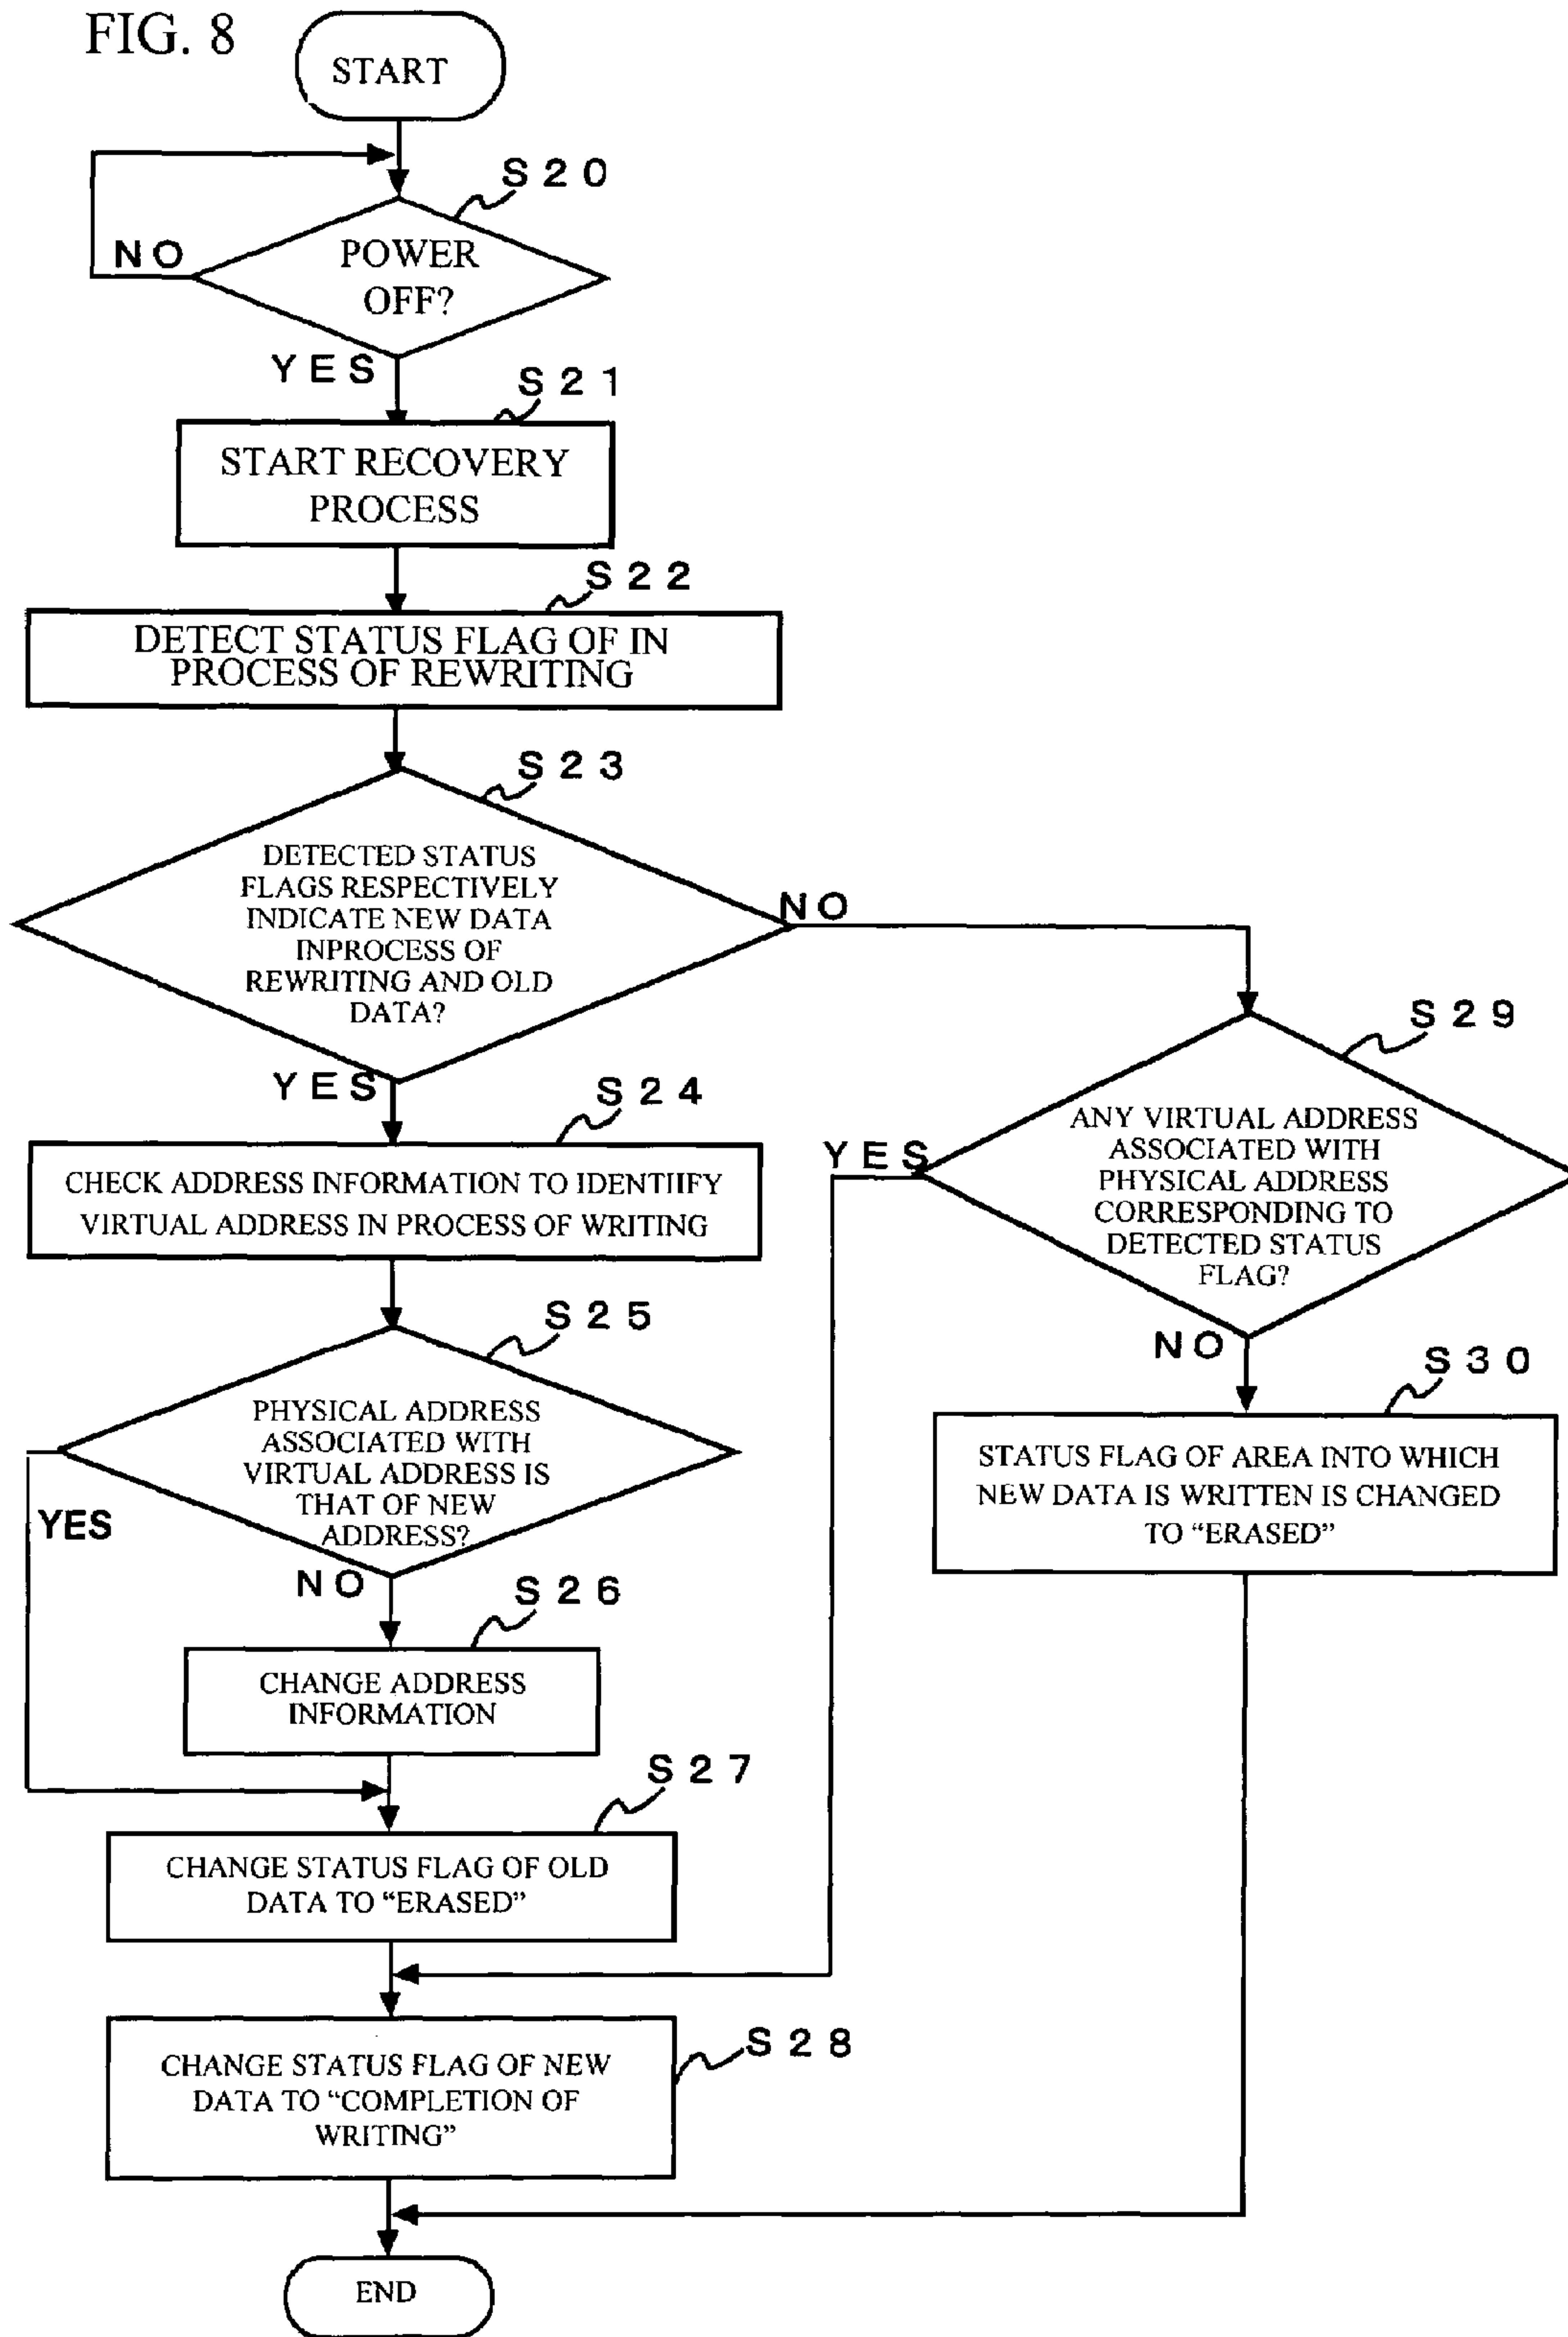 FIG. 8
START
S20
NO
POWER
OFF?
YES
S21
START RECOVERY
PROCESS
S22
DETECT STATUS FLAG OF IN
PROCESS OF REWRITING
S23
DETECTED STATUS
FLAGS RESPECTIVELY
INDICATE NEW DATA
INPROCESS OF
REWRITING AND OLD
DATA?
NO
YES
S24
CHECK ADDRESS INFORMATION TO IDENTIIFY
VIRTUAL ADDRESS IN PROCESS OF WRITING
S25
PHYSICAL ADDRESS
ASSOCIATED WITH
VIRTUAL ADDRESS IS
THAT OF NEW
ADDRESS?
YES
NO
S26
CHANGE ADDRESS
INFORMATION
S27
CHANGE STATUS FLAG OF OLD
DATA TO “ERASED”
S28
CHANGE STATUS FLAG OF NEW
DATA TO “COMPLETION OF
WRITING”
S29
ANY VIRTUAL ADDRESS
ASSOCIATED WITH
PHYSICAL ADDRESS
CORRESPONDING TO
DETECTED STATUS
FLAG?
YES
NO
S30
STATUS FLAG OF AREA INTO WHICH
NEW DATA IS WRITTEN IS CHANGED
TO “ERASED”
END